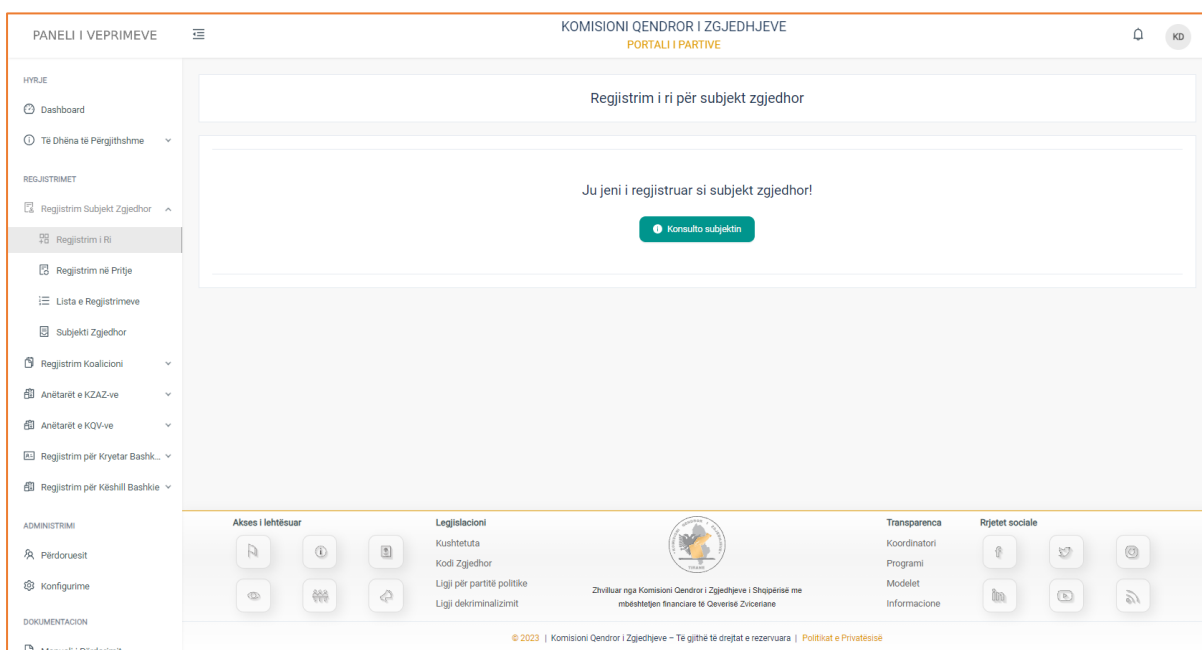 PANELI I VEPRIMEVE
KOMISIONI QENDROR I ZGJEDHJEVE
PORTALI I PARTIVE
KD
HYRJE
Dashboard
Të Dhëna të Përgjithshme
REGJISTRIMET
Regjistrim Subjekt Zgjedhor
Regjistrim i Ri
Regjistrim në Pritje
Lista e Regjistrimeve
Subjekti Zgjedhor
Regjistrim Koalicioni
Anëtarët e KZAZ-ve
Anëtarët e KQV-ve
Regjistrim për Kryetar Bashk...
Regjistrim për Këshill Bashkie
ADMINISTRIMI
Përdoruesit
Konfigurime
DOKUMENTACION
Manuali i Përdorimit
Regjistrim i ri për subjekt zgjedhor
Ju jeni i regjistruar si subjekt zgjedhor!
Konsulto subjektin
Akses i lehtësuar
Legjislacioni
Kushtetuta
Kodi Zgjedhor
Ligji për partitë politike
Ligji dekriminalizimit
Zhvilluar nga Komisioni Qendror i Zgjedhjeve i Shqipërisë me
mbështetjen financiare të Qeverisë Zviceriane
Transparenca
Koordinatori
Programi
Modelet
Informacione
Rrjetet sociale
© 2023 | Komisioni Qendror i Zgjedhjeve – Të gjithë të drejtat e rezervuara | Politikat e Privatësisë